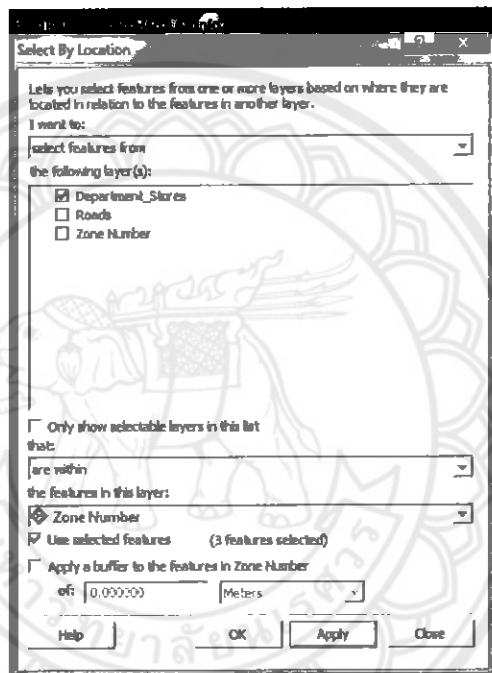 Select By Location
?
X
Lets you select features from one or more layers based on where they are
located in relation to the features in another layer.
I want to:
select features from
the following layer(s):
Department_Stores
Roads
Zone Number
Only show selectable layers in this list
that:
are within
the features in this layer:
Zone Number
Use selected features (3 features selected)
Apply a buffer to the features in Zone Number
of: 0.000000 Meters
Help OK Apply Close